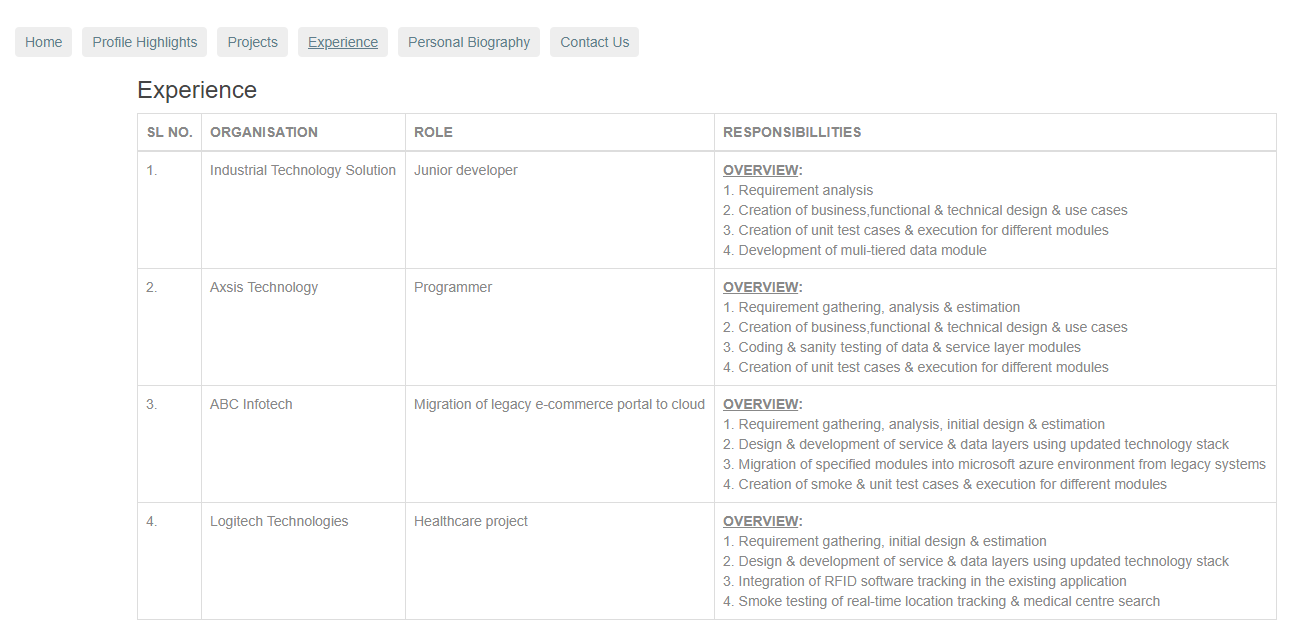 Home Profile Highlights Projects Experience Personal Biography Contact Us
Experience
SL NO. ORGANISATION ROLE RESPONSIBILLITIES
1. Industrial Technology Solution Junior developer OVERVIEW:
1. Requirement analysis
2. Creation of business,functional & technical design & use cases
3. Creation of unit test cases & execution for different modules
4. Development of muli-tiered data module
2. Axsis Technology Programmer OVERVIEW:
1. Requirement gathering, analysis & estimation
2. Creation of business,functional & technical design & use cases
3. Coding & sanity testing of data & service layer modules
4. Creation of unit test cases & execution for different modules
3. ABC Infotech Migration of legacy e-commerce portal to cloud OVERVIEW:
1. Requirement gathering, analysis, initial design & estimation
2. Design & development of service & data layers using updated technology stack
3. Migration of specified modules into microsoft azure environment from legacy systems
4. Creation of smoke & unit test cases & execution for different modules
4. Logitech Technologies Healthcare project OVERVIEW:
1. Requirement gathering, initial design & estimation
2. Design & development of service & data layers using updated technology stack
3. Integration of RFID software tracking in the existing application
4. Smoke testing of real-time location tracking & medical centre search